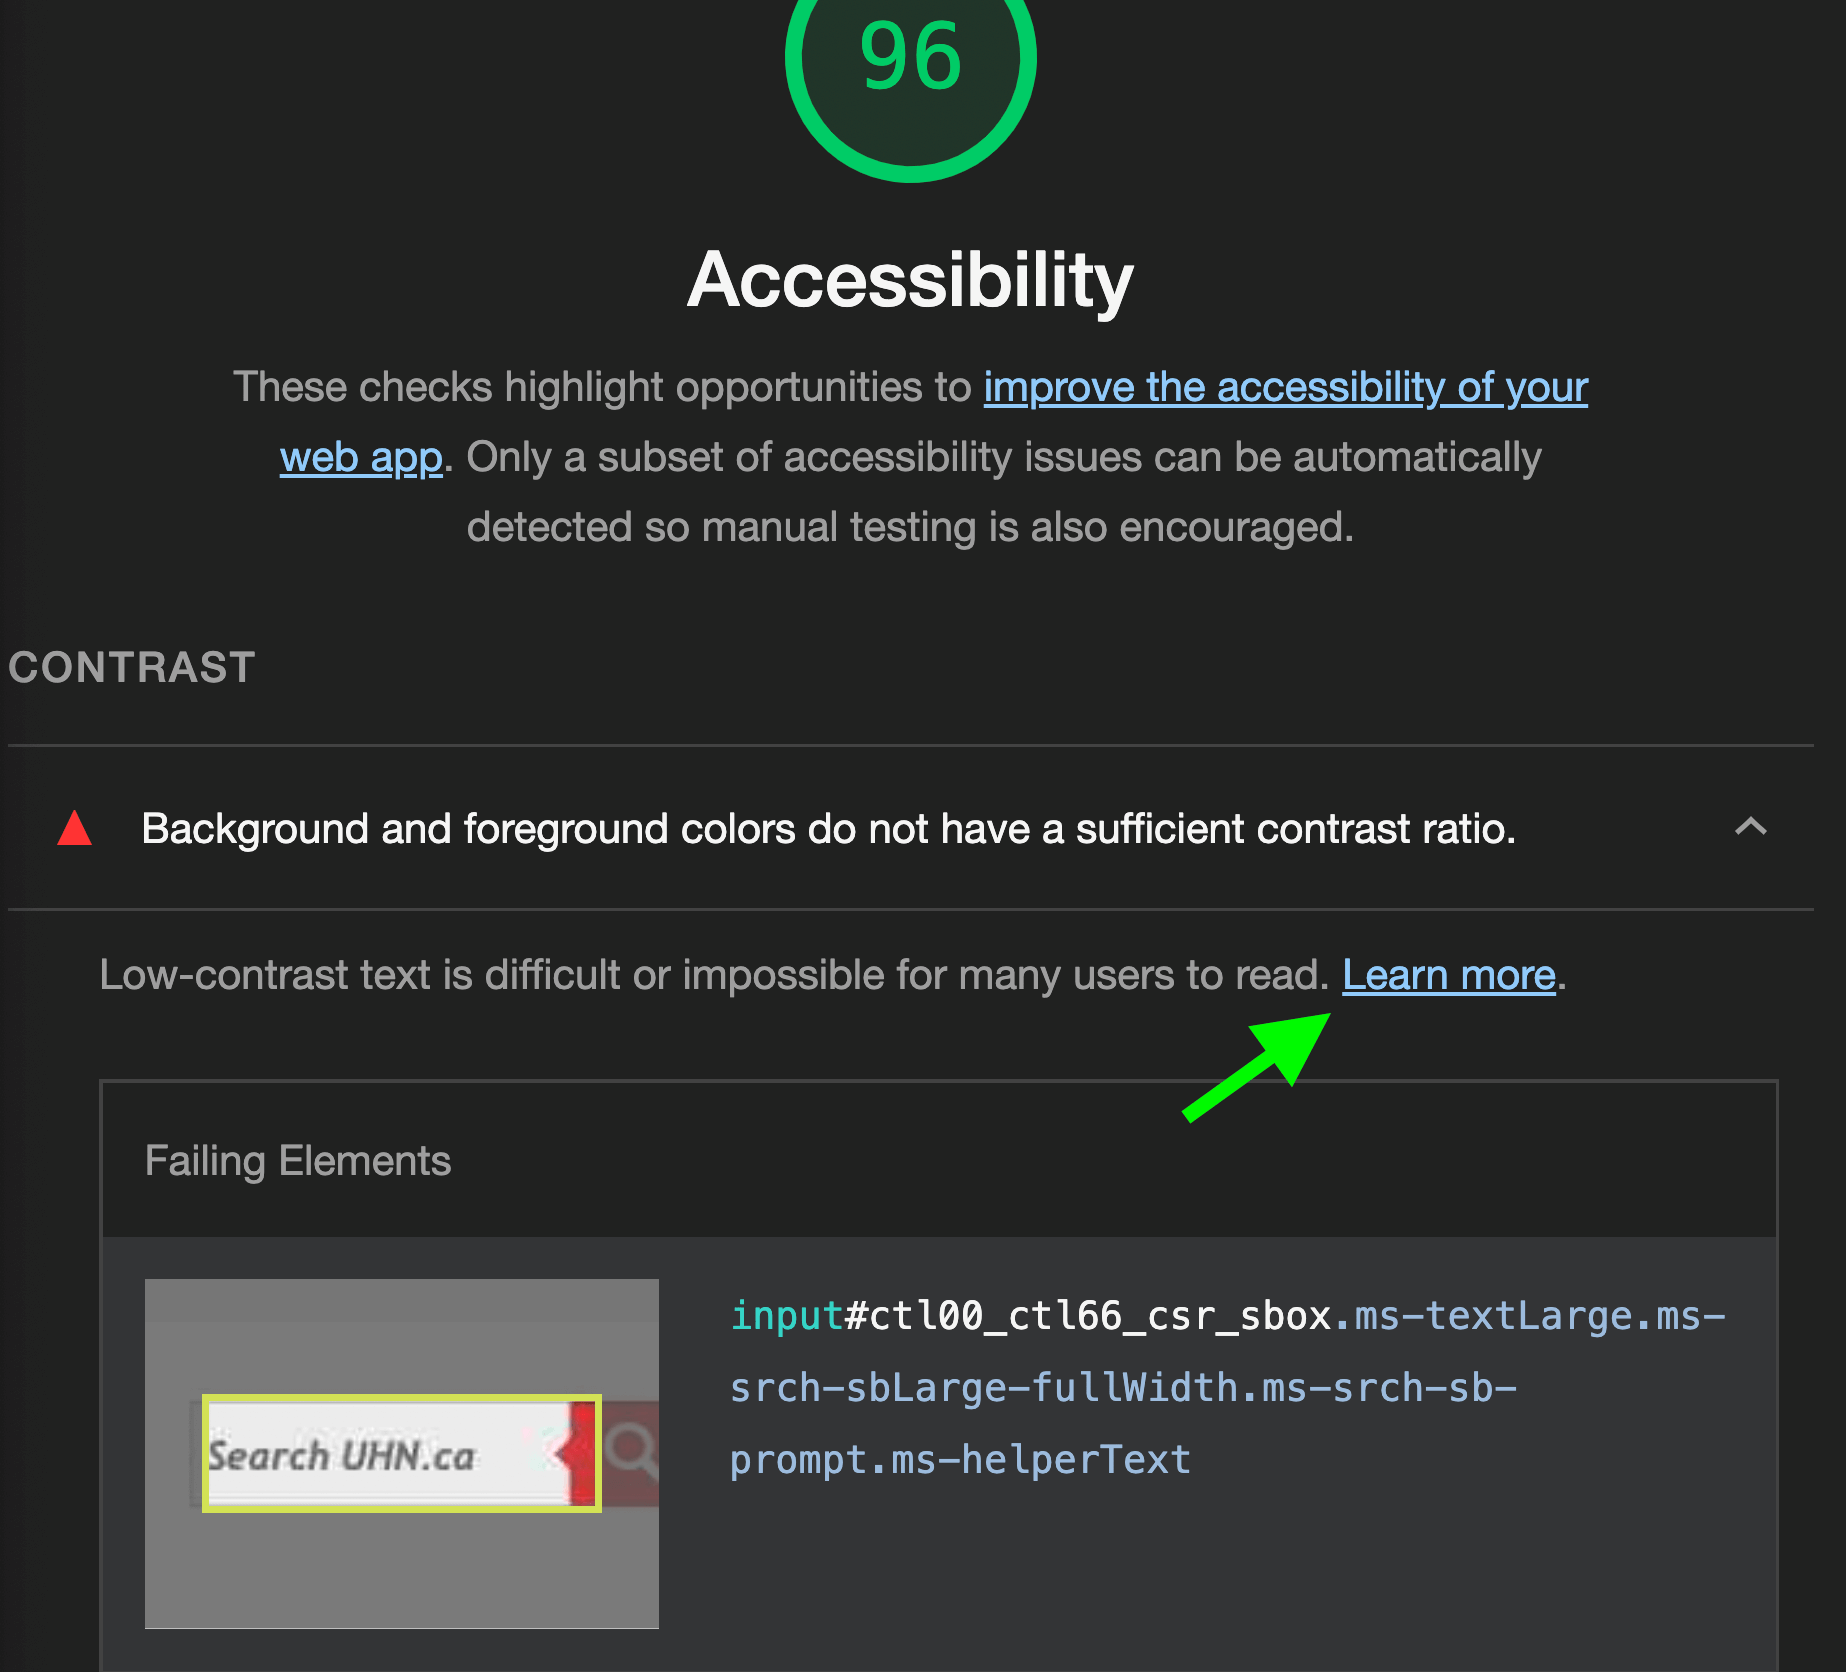 96
Accessibility
These checks highlight opportunities to improve the accessibility of your
web app. Only a subset of accessibility issues can be automatically
detected so manual testing is also encouraged.
CONTRAST
Background and foreground colors do not have a sufficient contrast ratio.
Low-contrast text is difficult or impossible for many users to read. Learn more.
Failing Elements
Search UHN.ca
input#ctl00_ctl66_csr_sbox.ms-textLarge.ms-
srch-sbLarge-fullWidth.ms-srch-sb-
prompt.ms-helperText